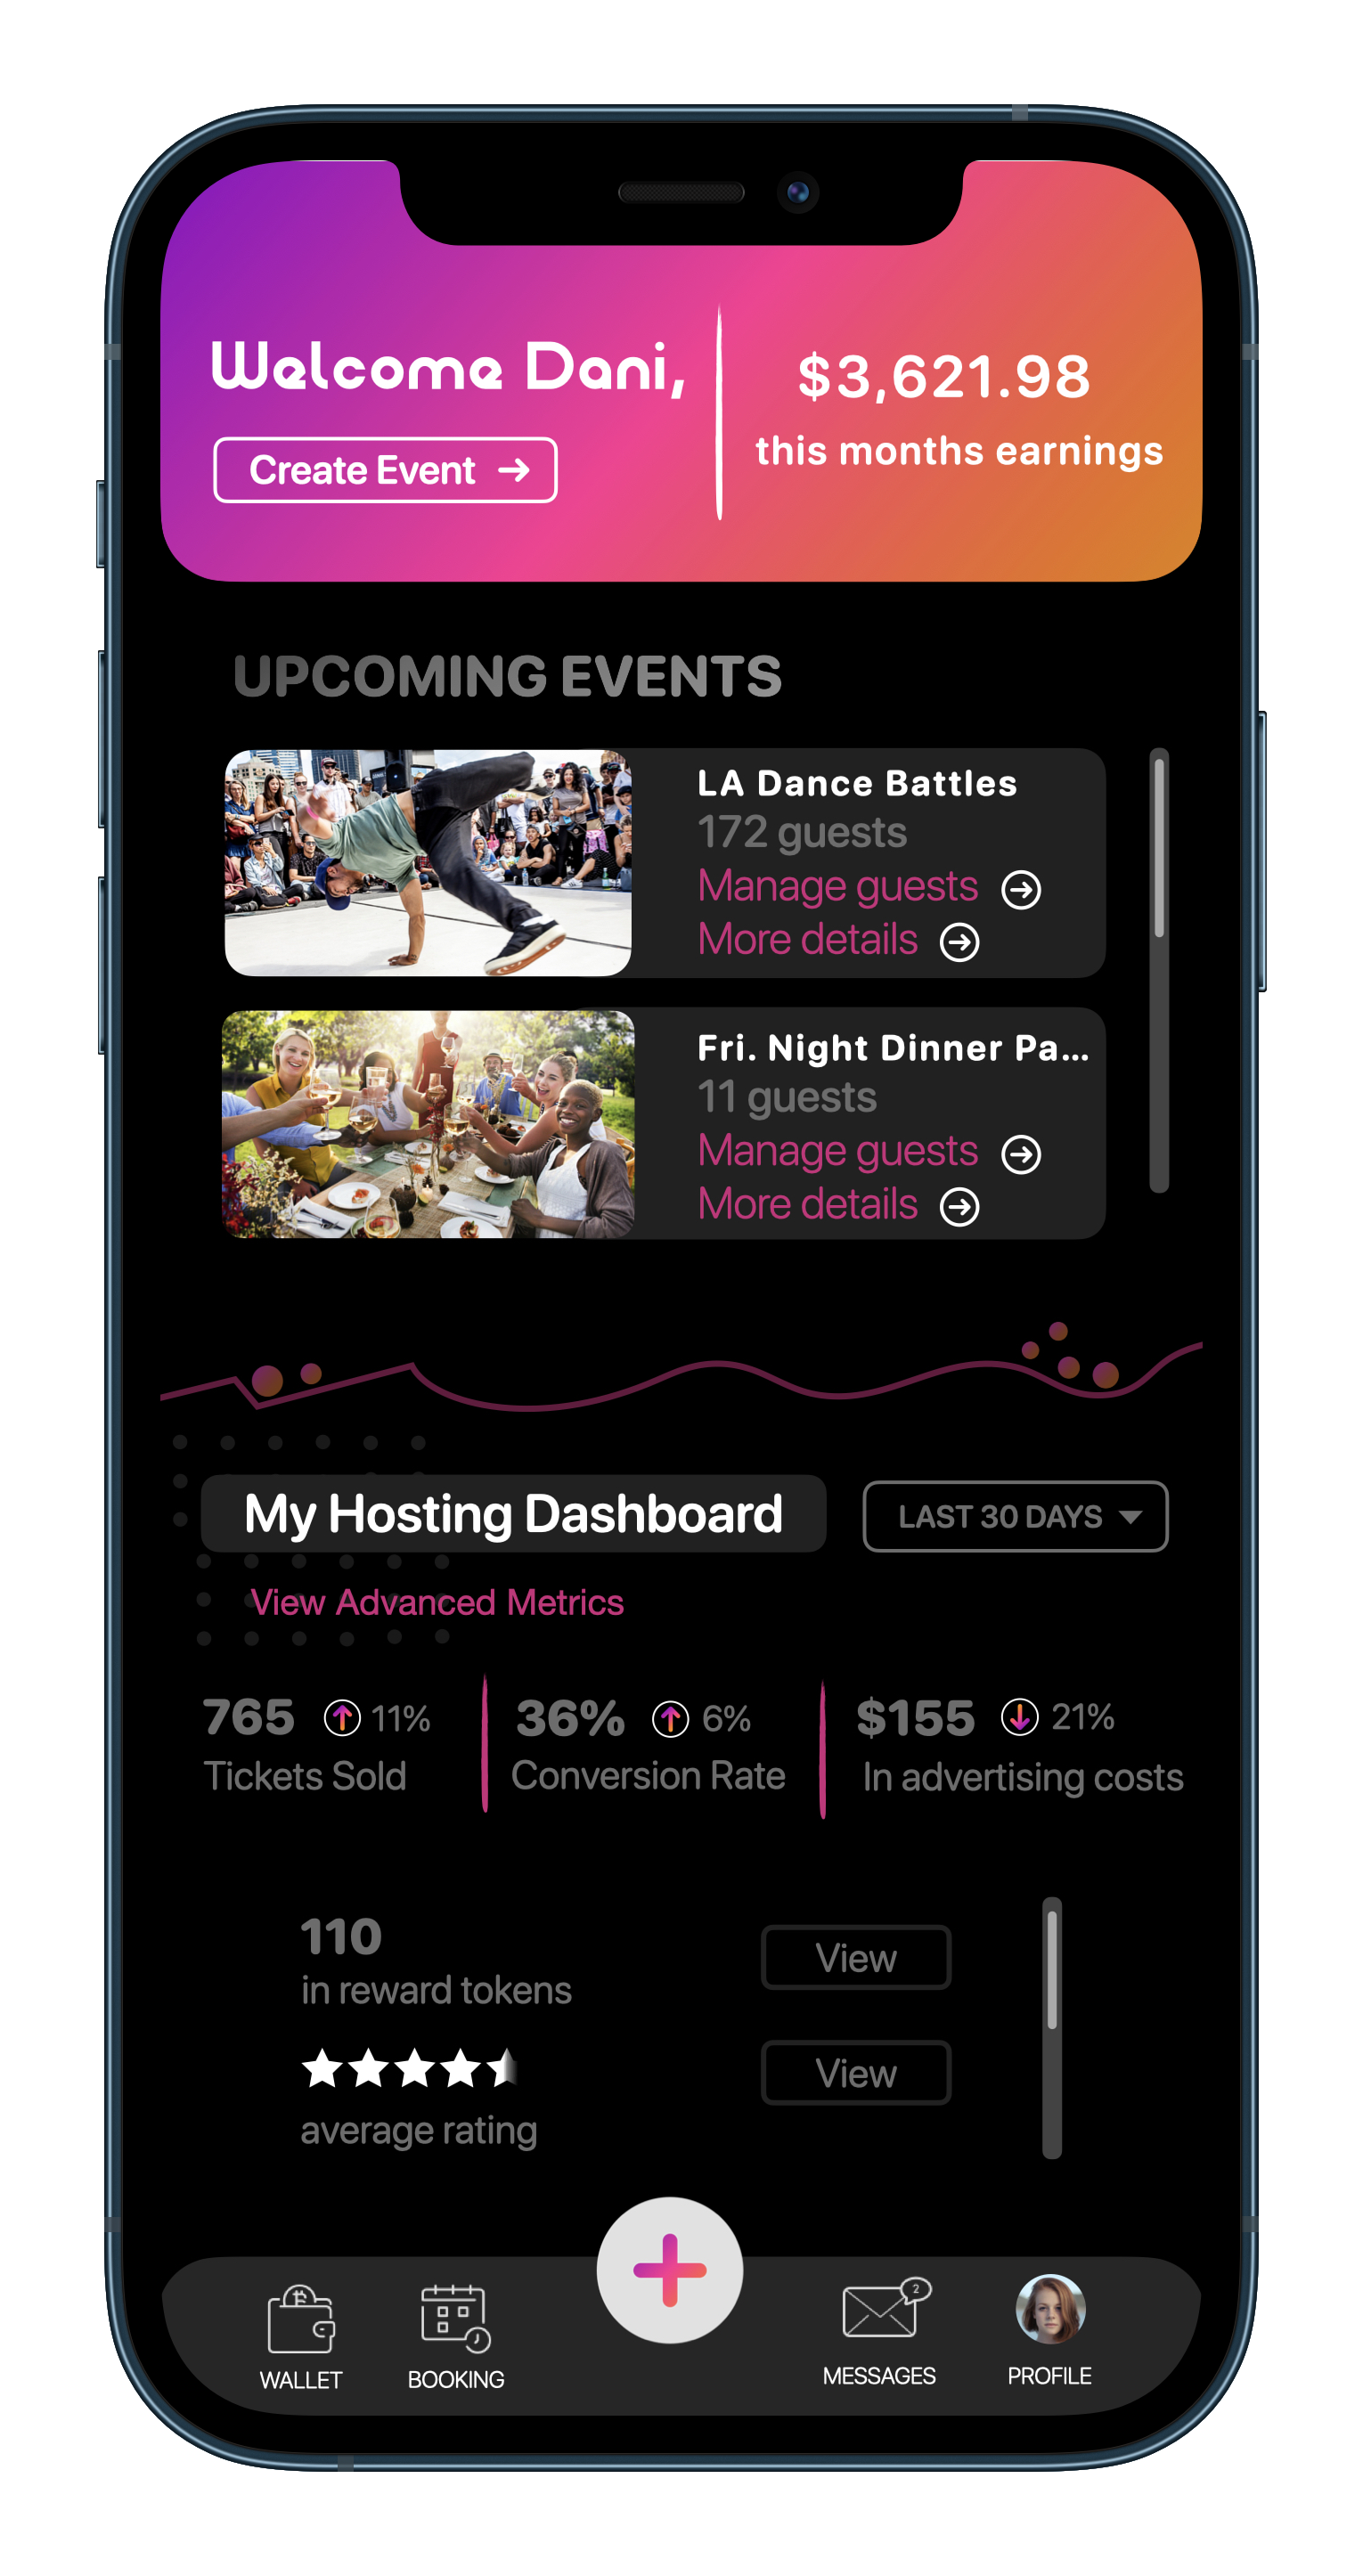 Welcome Dani,
Create Event
$3,621.98
this months earnings
UPCOMING EVENTS
LA Dance Battles
172 guests
Manage guests
More details
Fri. Night Dinner Pa...
11 guests
Manage guests
More details
My Hosting Dashboard
LAST 30 DAYS
View Advanced Metrics
765 11%
Tickets Sold
36% 6%
Conversion Rate
$155 21%
In advertising costs
110
in reward tokens
View
average rating
View
2
WALLET
BOOKING
MESSAGES
PROFILE